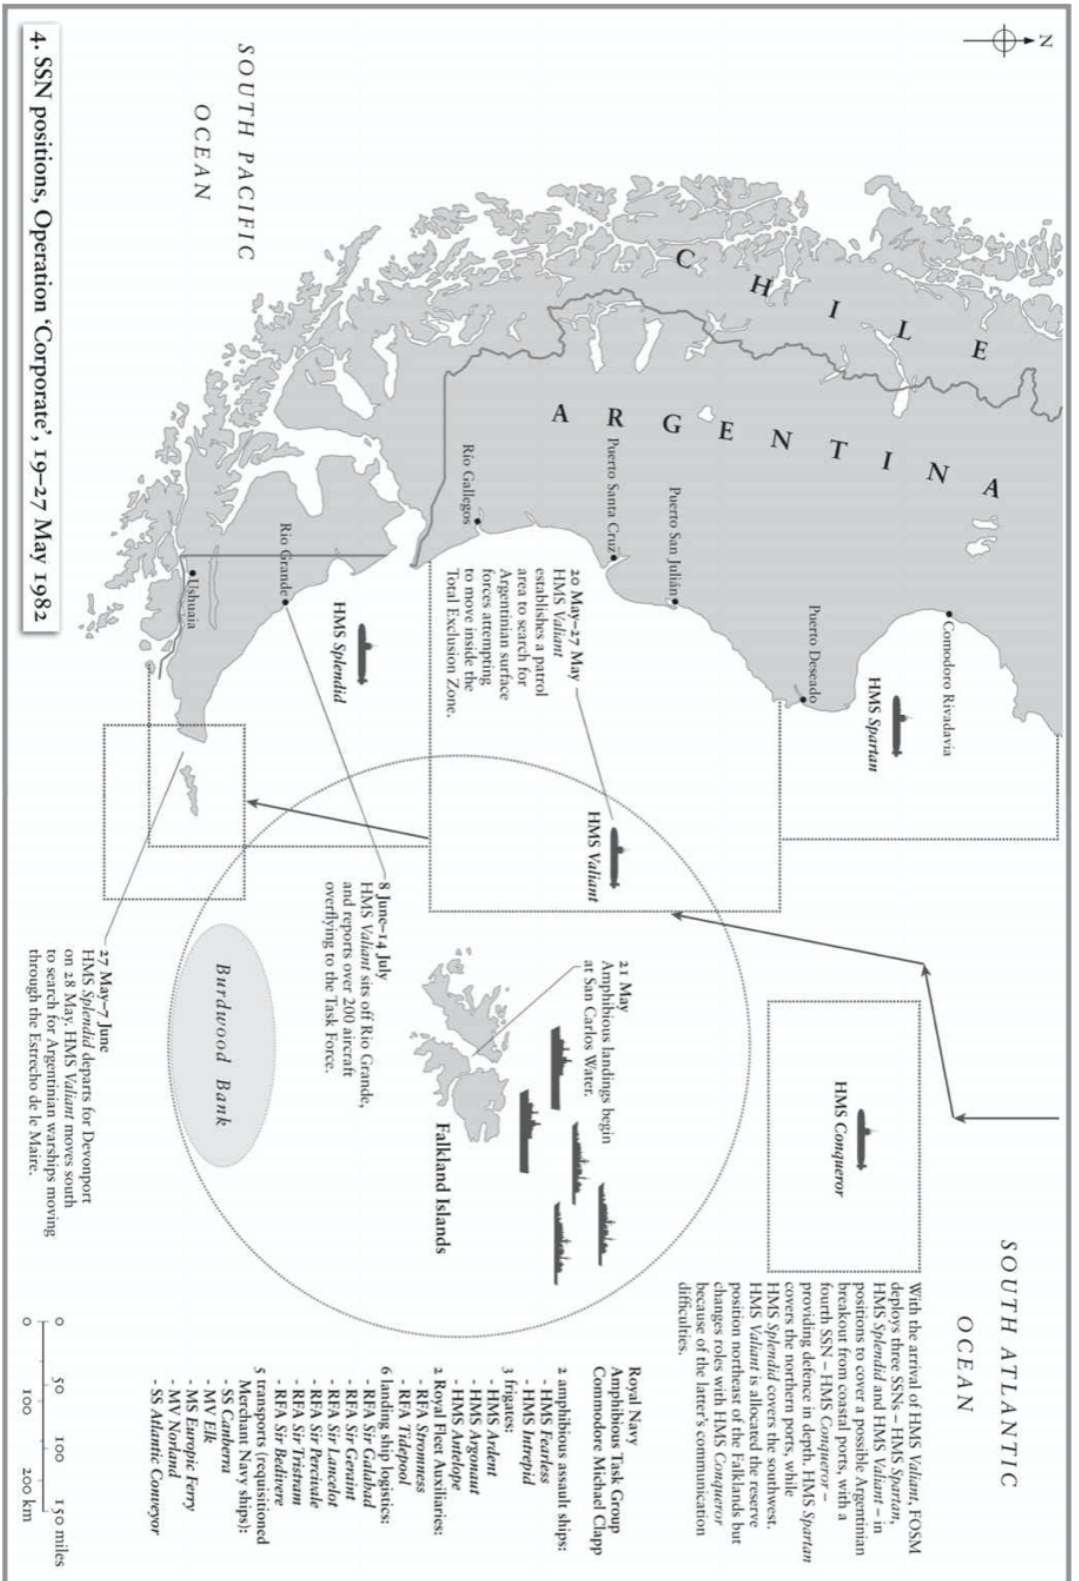 N
SOUTH PACIFIC
OCEAN
CHILE
ARGENTINA
SOUTH ATLANTIC
OCEAN
Comodoro Rivadavia
HMS Spartan
Puerto Deseado
Puerto San Julián
Puerto Santa Cruz
Río Gallegos
Rio Grande
Ushuaia
HMS Splendid
20 May–27 May
HMS Valiant
establishes a patrol
area to search for
Argentinian surface
forces attempting
to move inside the
Total Exclusion Zone.
HMS Valiant
HMS Conqueror
21 May
Amphibious landings begin
at San Carlos Water.
Falkland Islands
8 June–14 July
HMS Valiant sits off Rio Grande,
and reports over 200 aircraft
overflying to the Task Force.
Burdwood Bank
27 May–7 June
HMS Splendid departs for Devonport
on 28 May. HMS Valiant moves south
to search for Argentinian warships moving
through the Estrecho de le Maire.
With the arrival of HMS Valiant, FOSM
deploys three SSNs – HMS Spartan,
HMS Splendid and HMS Valiant – in
positions to cover a possible Argentinian
breakout from coastal ports, with a
fourth SSN – HMS Conqueror –
providing defence in depth. HMS Spartan
covers the northern ports, while
HMS Splendid covers the southwest.
HMS Valiant is allocated the reserve
position northeast of the Falklands but
changes roles with HMS Conqueror
because of the latter's communication
difficulties.
Royal Navy
Amphibious Task Group
Commodore Michael Clapp
2 amphibious assault ships:
- HMS Fearless
- HMS Intrepid
3 frigates:
- HMS Ardent
- HMS Argonaut
- HMS Antelope
2 Royal Fleet Auxiliaries:
- RFA Stromness
- RFA Tidepool
6 landing ship logistics:
- RFA Sir Galahad
- RFA Sir Geraint
- RFA Sir Lancelot
- RFA Sir Percivale
- RFA Sir Tristram
- RFA Sir Bedivere
5 transports (requisitioned
Merchant Navy ships):
- SS Canberra
- MV Elk
- MS Europic Ferry
- MV Norland
- SS Atlantic Conveyor
0 50 100 150 miles
0 100 200 km
4. SSN positions, Operation ‘Corporate’, 19–27 May 1982